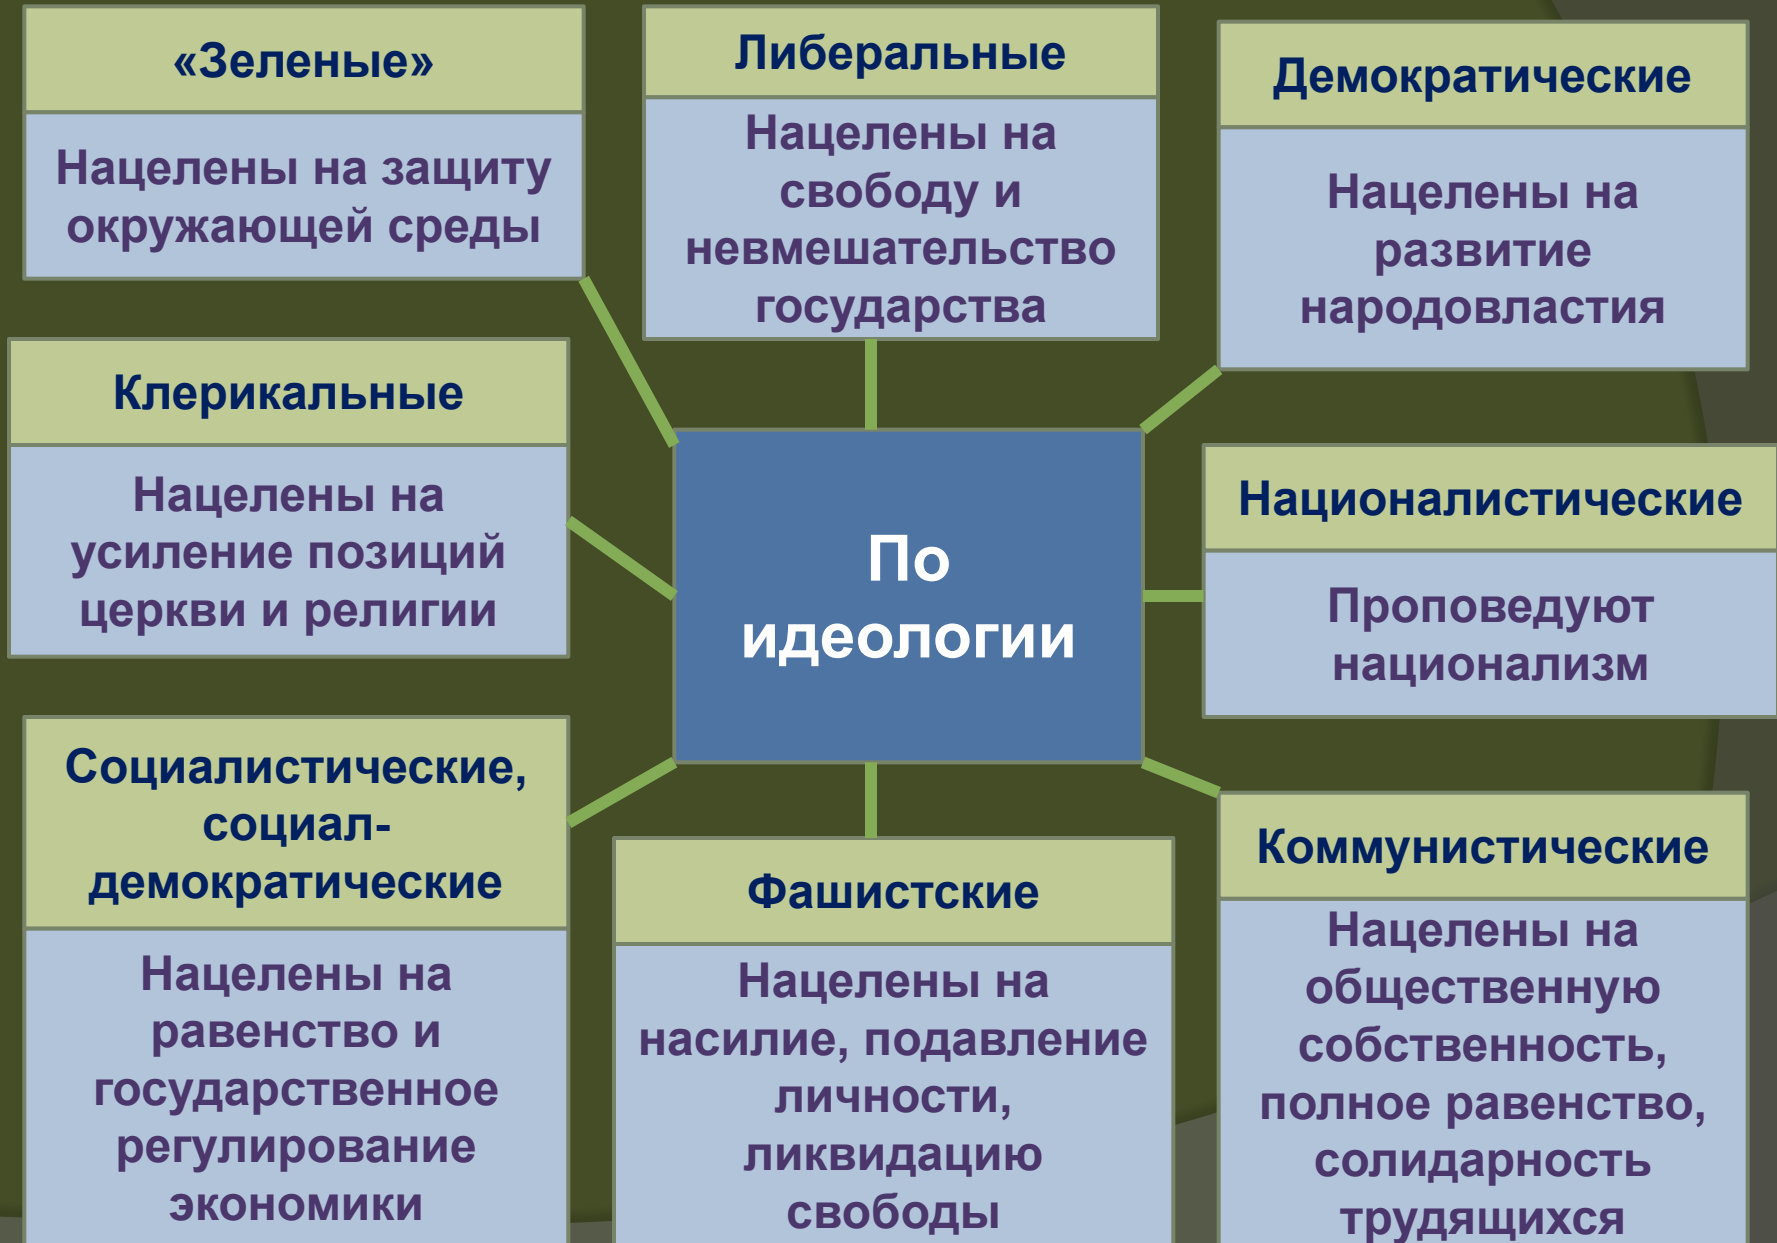 «Зеленые»
Нацелены на защиту
окружающей среды
Либеральные
Нацелены на
свободу и
невмешательство
государства
Демократические
Нацелены на
развитие
народовластия
Клерикальные
Нацелены на
усиление позиций
церкви и религии
По
идеологии
Националистические
Проповедуют
национализм
Социалистические,
социал-
демократические
Нацелены на
равенство и
государственное
регулирование
экономики
Фашистские
Нацелены на
насилие, подавление
личности,
ликвидацию
свободы
Коммунистические
Нацелены на
общественную
собственность,
полное равенство,
солидарность
трудящихся